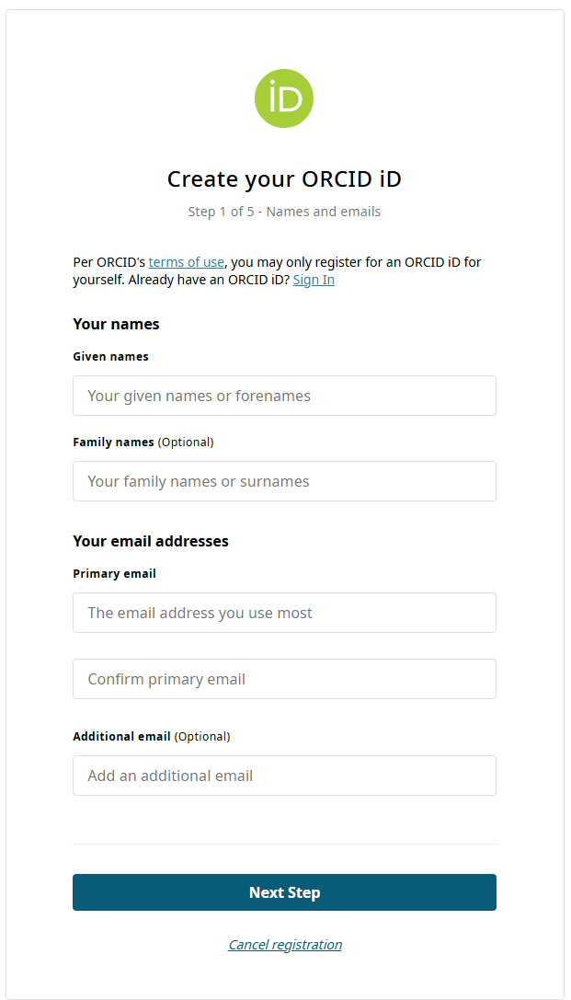 iD
Create your ORCID iD
Step 1 of 5 - Names and emails
Per ORCID's terms of use, you may only register for an ORCID iD for
yourself. Already have an ORCID iD? Sign In
Your names
Given names
Your given names or forenames
Family names (Optional)
Your family names or surnames
Your email addresses
Primary email
The email address you use most
Confirm primary email
Additional email (Optional)
Add an additional email
Next Step
Cancel registration